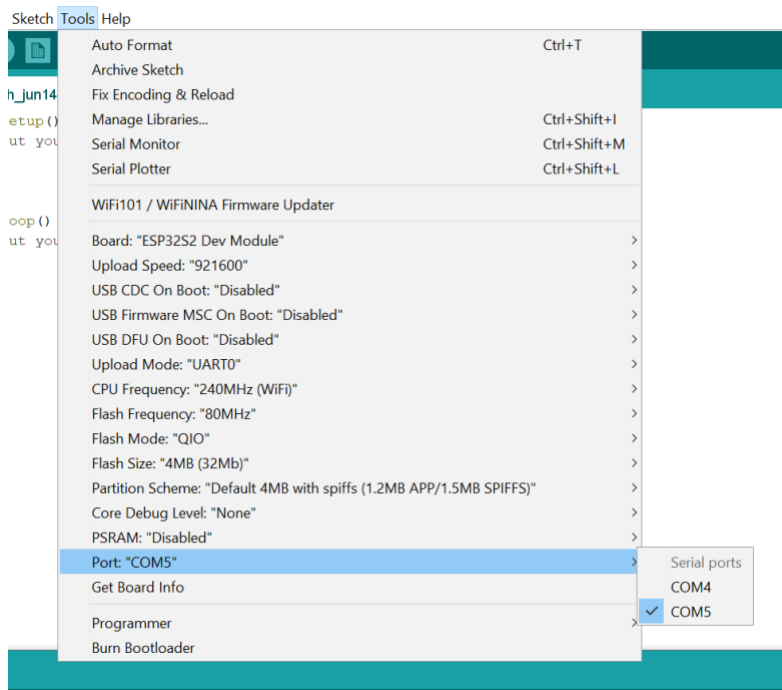 Sketch Tools Help
Auto Format Ctrl+T
Archive Sketch
h_jun14 Fix Encoding & Reload
etup() Manage Libraries... Ctrl+Shift+I
ut you Serial Monitor Ctrl+Shift+M
Serial Plotter Ctrl+Shift+L
WiFi101 / WiFiNINA Firmware Updater
oop()
ut you Board: "ESP32S2 Dev Module"
Upload Speed: "921600"
USB CDC On Boot: "Disabled"
USB Firmware MSC On Boot: "Disabled"
USB DFU On Boot: "Disabled"
Upload Mode: "UART0"
CPU Frequency: "240MHz (WiFi)"
Flash Frequency: "80MHz"
Flash Mode: "QIO"
Flash Size: "4MB (32Mb)"
Partition Scheme: "Default 4MB with spiffs (1.2MB APP/1.5MB SPIFFS)"
Core Debug Level: "None"
PSRAM: "Disabled"
Port: "COM5" Serial ports
Get Board Info COM4
COM5
Programmer
Burn Bootloader